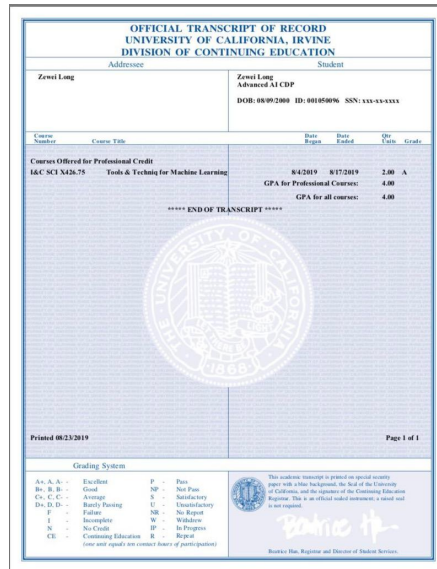 OFFICIAL TRANSCRIPT OF RECORD
UNIVERSITY OF CALIFORNIA, IRVINE
DIVISION OF CONTINUING EDUCATION
Addressee
Student
Zewei Long
Zewei Long
Advanced AI CDP
DOB: 08/09/2000 ID: 001050096 SSN: xxx-xx-xxxx
Course Number Course Title Date Began Date Ended Qtr Units Grade
Courses Offered for Professional Credit
I&C SCI X426.75 Tools & Techniq for Machine Learning 8/4/2019 8/17/2019 2.00 A
GPA for Professional Courses: 4.00
GPA for all courses: 4.00
***** END OF TRANSCRIPT *****
UNIVERSITY OF CALIFORNIA
1868
Printed 08/23/2019 Page 1 of 1
Grading System
A+, A, A- - Excellent P - Pass
B+, B, B- - Good NP - Not Pass
C+, C, C- - Average S - Satisfactory
D+, D, D- - Barely Passing U - Unsatisfactory
F - Failure NR - No Report
I - Incomplete W - Withdrew
N - No Credit IP - In Progress
CE - Continuing Education R - Repeat
(one unit equals ten contact hours of participation)
This academic transcript is printed on special security
paper with a blue background, the Seal of the University
of California, and the signature of the Continuing Education
Registrar. This is an official sealed instrument; a raised seal
is not required.
Beatrice Han, Registrar and Director of Student Services